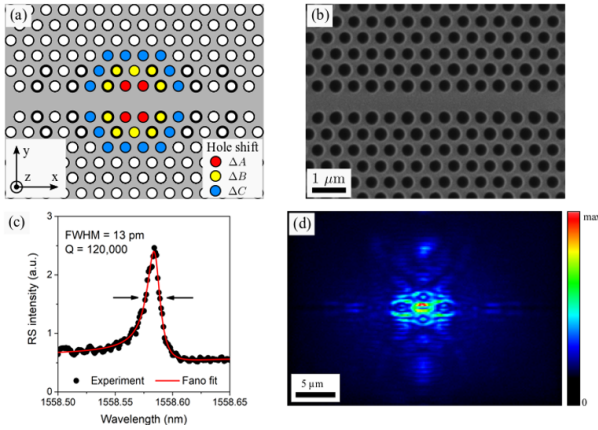 (a)
y
z
x
Hole shift
ΔA
ΔB
ΔC
(b)
1 μm
(c)
FWHM = 13 pm
Q = 120,000
RS intensity (a.u.)
3
2
1
0
Experiment
Fano fit
1558.50
1558.55
1558.60
1558.65
Wavelength (nm)
(d)
5 μm
max
0